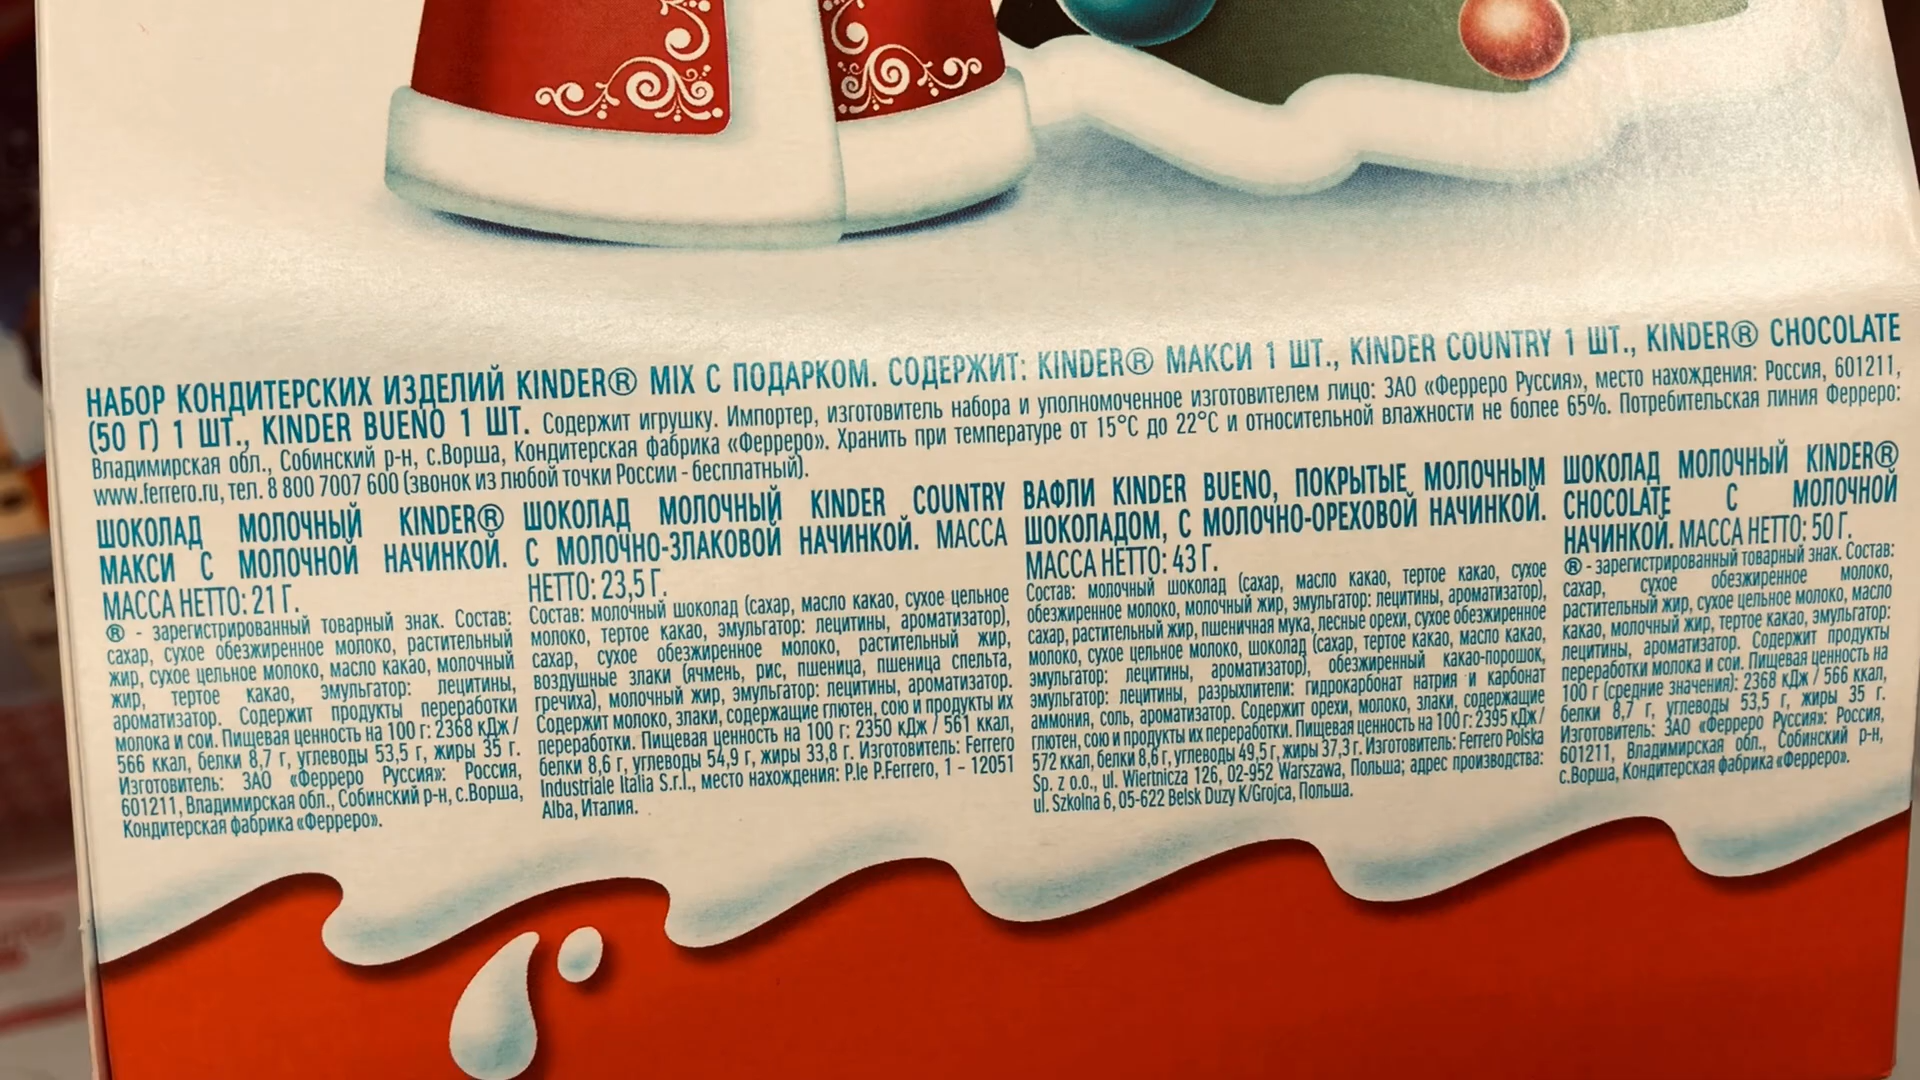 НАБОР КОНДИТЕРСКИХ ИЗДЕЛИЙ KINDER® MIX С ПОДАРКОМ. СОДЕРЖИТ: KINDER® МАКСИ 1 ШТ., KINDER COUNTRY 1 ШТ., KINDER® CHOCOLATE
(50 Г) 1 ШТ., KINDER BUENO 1 ШТ. Содержит игрушку. Импортер, изготовитель набора и уполномоченное изготовителем лицо: ЗАО «Ферреро Руссия», место нахождения: Россия, 601211,
Владимирская обл., Собинский р-н, с.Ворша, Кондитерская фабрика «Ферреро». Хранить при температуре от 15°С до 22°С и относительной влажности не более 65%. Потребительская линия Ферреро:
www.ferrero.ru, тел. 8 800 7007 600 (звонок из любой точки России - бесплатный).
ШОКОЛАД МОЛОЧНЫЙ KINDER®
МАКСИ С МОЛОЧНОЙ НАЧИНКОЙ.
МАССА НЕТТО: 21 Г.
® - зарегистрированный товарный знак. Состав:
сахар, сухое обезжиренное молоко, растительный
жир, сухое цельное молоко, масло какао, молочный
жир, тертое какао, эмульгатор: лецитины,
ароматизатор. Содержит продукты переработки
молока и сои. Пищевая ценность на 100 г: 2368 кДж /
566 ккал, белки 8,7 г, углеводы 53,5 г, жиры 35 г.
Изготовитель: ЗАО «Ферреро Руссия»: Россия,
601211, Владимирская обл., Собинский р-н, с.Ворша,
Кондитерская фабрика «Ферреро».
ШОКОЛАД МОЛОЧНЫЙ KINDER COUNTRY
С МОЛОЧНО-ЗЛАКОВОЙ НАЧИНКОЙ. МАССА
НЕТТО: 23,5 Г.
Состав: молочный шоколад (сахар, масло какао, сухое цельное
молоко, тертое какао, эмульгатор: лецитины, ароматизатор),
сахар, сухое обезжиренное молоко, растительный жир,
воздушные злаки (ячмень, рис, пшеница, пшеница спельта,
гречиха), молочный жир, эмульгатор: лецитины, ароматизатор.
Содержит молоко, злаки, содержащие глютен, сою и продукты их
переработки. Пищевая ценность на 100 г: 2350 кДж / 561 ккал,
белки 8,6 г, углеводы 54,9 г, жиры 33,8 г. Изготовитель: Ferrero
Industriale Italia S.r.l., место нахождения: P.le P.Ferrero, 1 – 12051
Alba, Италия.
ВАФЛИ KINDER BUENO, ПОКРЫТЫЕ МОЛОЧНЫМ
ШОКОЛАДОМ, С МОЛОЧНО-ОРЕХОВОЙ НАЧИНКОЙ.
МАССА НЕТТО: 43 Г.
Состав: молочный шоколад (сахар, масло какао, тертое какао, сухое
обезжиренное молоко, молочный жир, эмульгатор: лецитины, ароматизатор),
сахар, растительный жир, пшеничная мука, лесные орехи, сухое обезжиренное
молоко, сухое цельное молоко, шоколад (сахар, тертое какао, масло какао,
эмульгатор: лецитины, ароматизатор), обезжиренный какао-порошок,
эмульгатор: лецитины, разрыхлители: гидрокарбонат натрия и карбонат
аммония, соль, ароматизатор. Содержит орехи, молоко, злаки, содержащие
глютен, сою и продукты их переработки. Пищевая ценность на 100 г: 2395 кДж /
572 ккал, белки 8,6 г, углеводы 49,5 г, жиры 37,3 г. Изготовитель: Ferrero Polska
Sp. z o.o., ul. Wiertnicza 126, 02-952 Warszawa, Польша; адрес производства:
ul. Szkolna 6, 05-622 Belsk Duzy K/Grojca, Польша.
ШОКОЛАД МОЛОЧНЫЙ KINDER®
CHOCOLATE С МОЛОЧНОЙ
НАЧИНКОЙ. МАССА НЕТТО: 50 Г.
® - зарегистрированный товарный знак. Состав:
сахар, сухое обезжиренное молоко,
растительный жир, сухое цельное молоко, масло
какао, молочный жир, тертое какао, эмульгатор:
лецитины, ароматизатор. Содержит продукты
переработки молока и сои. Пищевая ценность на
100 г (средние значения): 2368 кДж / 566 ккал,
белки 8,7 г, углеводы 53,5 г, жиры 35 г.
Изготовитель: ЗАО «Ферреро Руссия»: Россия,
601211, Владимирская обл., Собинский р-н,
с.Ворша, Кондитерская фабрика «Ферреро».